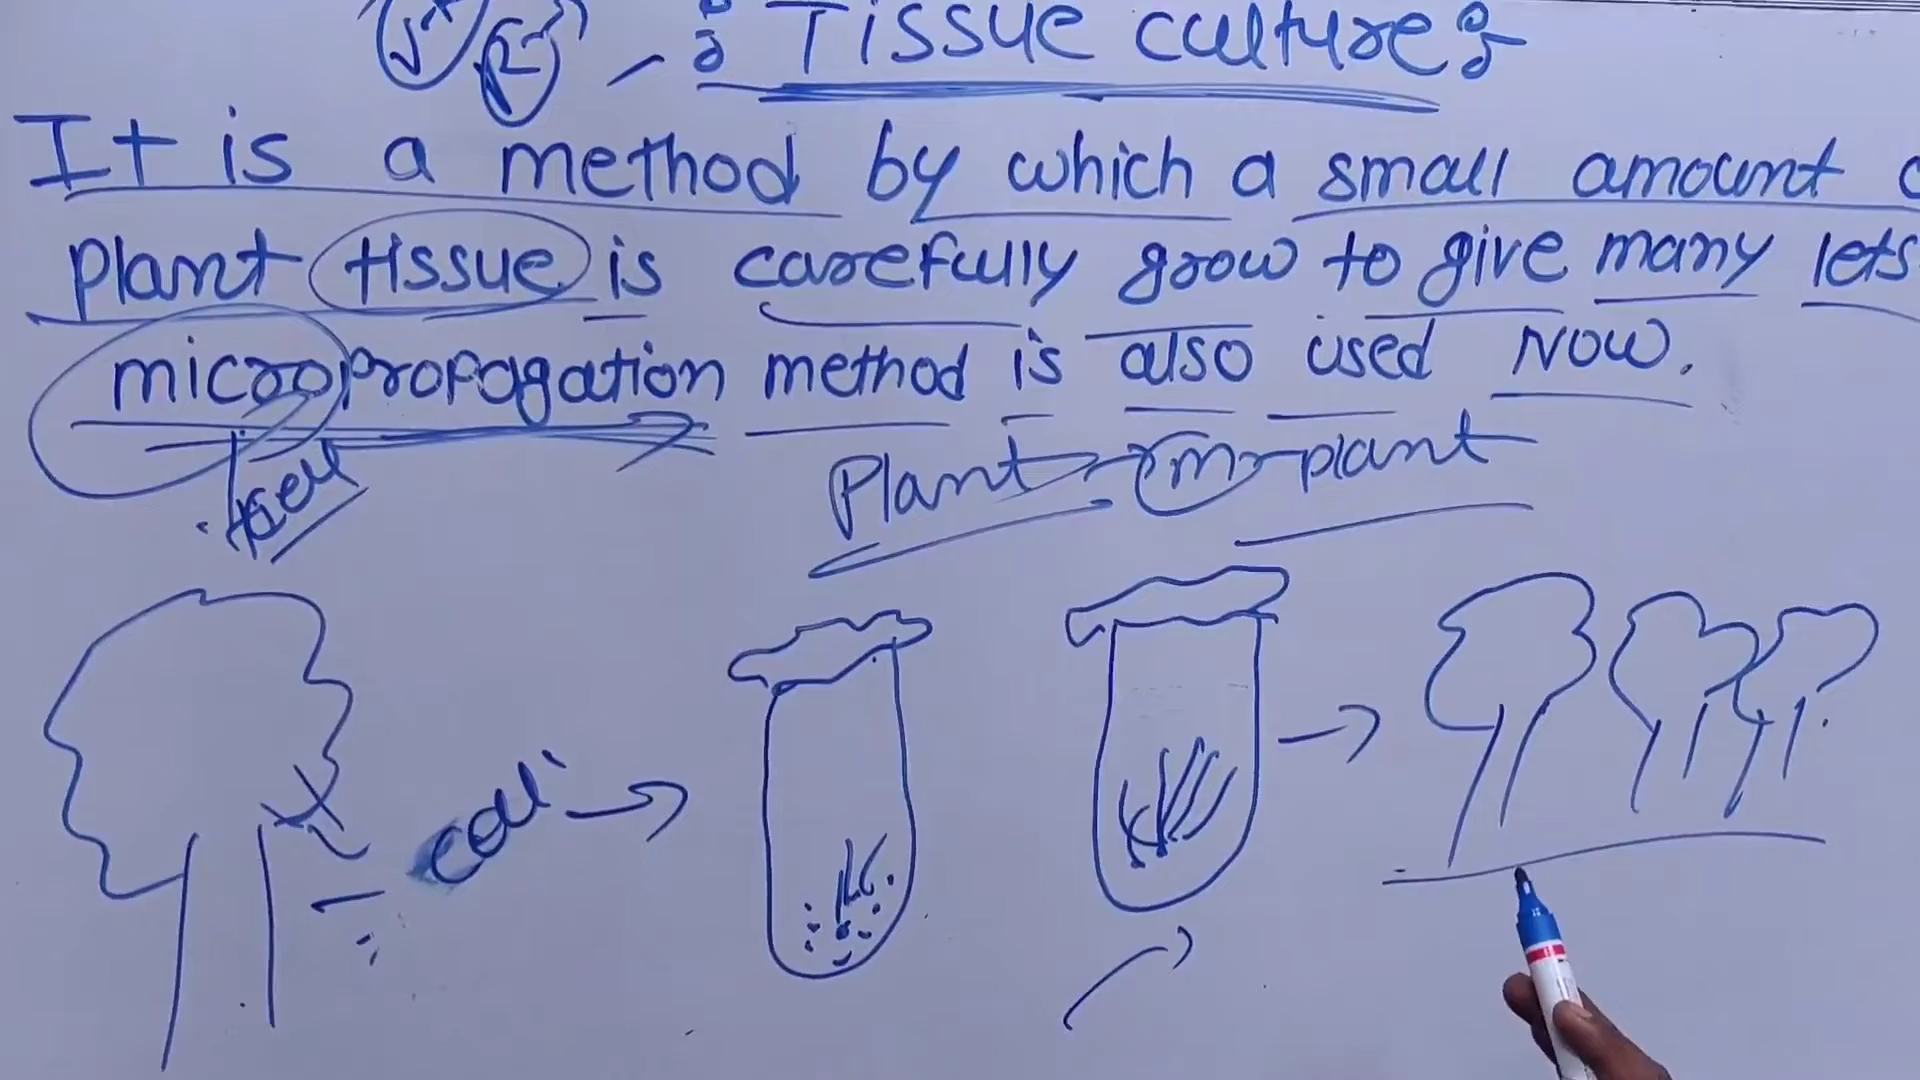 : Tissue culture :-
It is a method by which a small amount
plant tissue is carefully grow to give many lets
micropropagation method is also used NOW.
cell
Plant m plant
cell